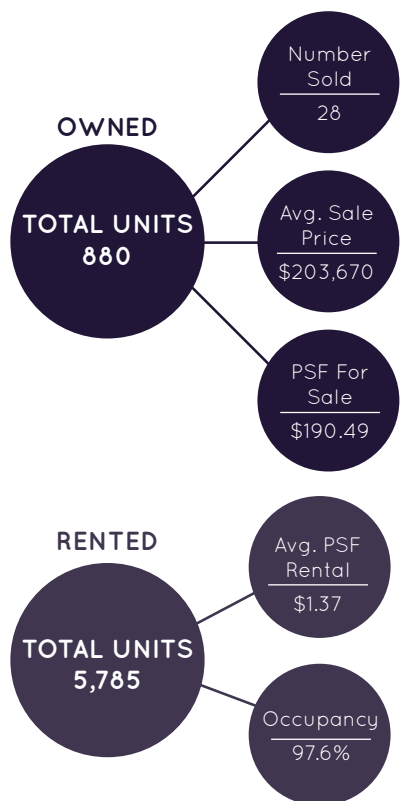 OWNED
TOTAL UNITS
880
Number
Sold
28
Avg. Sale
Price
$203,670
PSF For
Sale
$190.49
RENTED
TOTAL UNITS
5,785
Avg. PSF
Rental
$1.37
Occupancy
97.6%